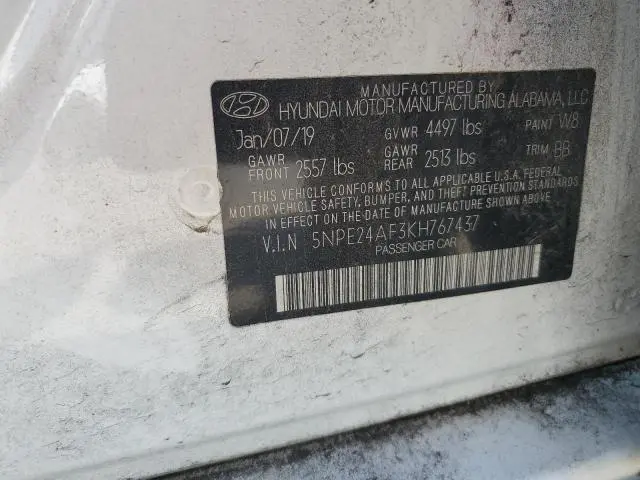 MANUFACTURED BY
HYUNDAI MOTOR MANUFACTURING ALABAMA, LLC
Jan/07/19 GVWR 4497 lbs PAINT W8
GAWR FRONT 2557 lbs GAWR REAR 2513 lbs TRIM BB
THIS VEHICLE CONFORMS TO ALL APPLICABLE U.S.A. FEDERAL
MOTOR VEHICLE SAFETY, BUMPER, AND THEFT PREVENTION STANDARDS
IN EFFECT ON THE DATE OF MANUFACTURE SHOWN ABOVE.
V.I.N 5NPE24AF3KH767437
PASSENGER CAR